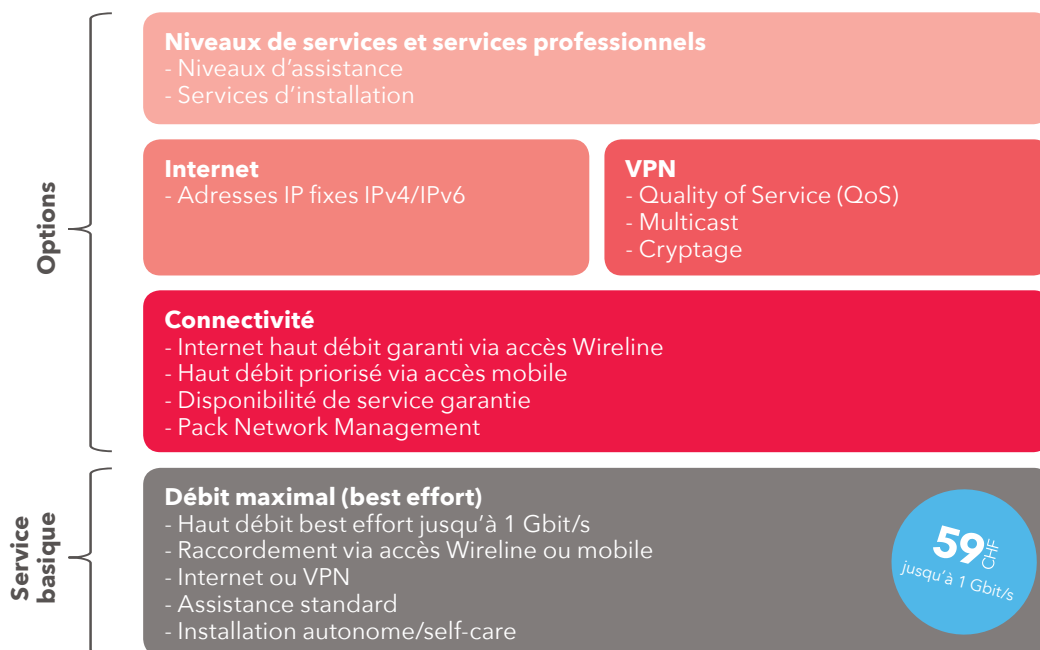 Niveaux de services et services professionnels
- Niveaux d'assistance
- Services d'installation
Options
Internet
- Adresses IP fixes IPv4/IPv6
VPN
- Quality of Service (QoS)
- Multicast
- Cryptage
Connectivité
- Internet haut débit garanti via accès Wireline
- Haut débit priorisé via accès mobile
- Disponibilité de service garantie
- Pack Network Management
Service
basique
Débit maximal (best effort)
- Haut débit best effort jusqu'à 1 Gbit/s
- Raccordement via accès Wireline ou mobile
- Internet ou VPN
- Assistance standard
- Installation autonome/self-care
59 CHF
jusqu'à 1 Gbit/s